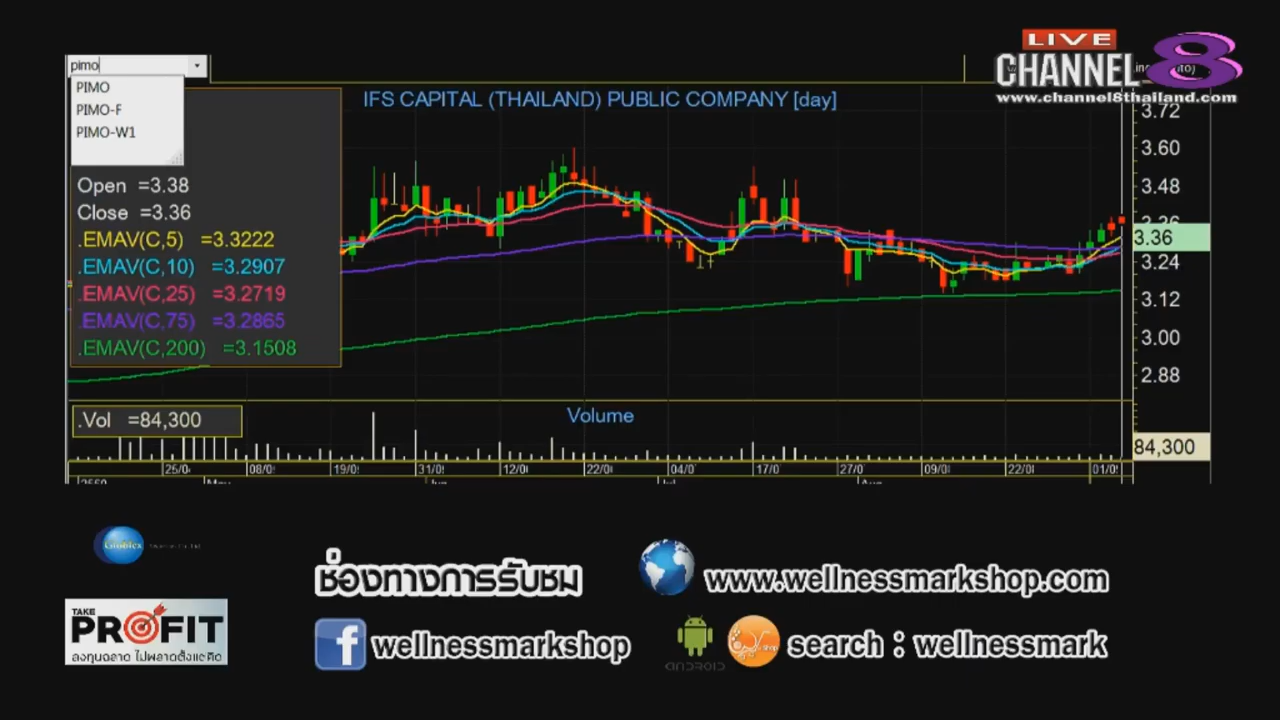 pimo
PIMO
PIMO-F
PIMO-W1
LIVE
CHANNEL 8
www.channel8thailand.com
IFS CAPITAL (THAILAND) PUBLIC COMPANY [day]
Open =3.38
Close =3.36
.EMAV(C,5) =3.3222
.EMAV(C,10) =3.2907
.EMAV(C,25) =3.2719
.EMAV(C,75) =3.2865
.EMAV(C,200) =3.1508
3.72
3.60
3.48
3.36
3.36
3.24
3.12
3.00
2.88
.Vol =84,300
Volume
84,300
25/0 08/0 19/0 31/0 12/0 22/0 04/0 17/0 27/0 09/0 22/0 01/0
Globlex
ช่องทางการรับชม
www.wellnessmarkshop.com
TAKE
PROFIT
ลงทุนฉลาด ไม่พลาดตั้งแต่คิด
wellnessmarkshop
ANDROID
search : wellnessmark